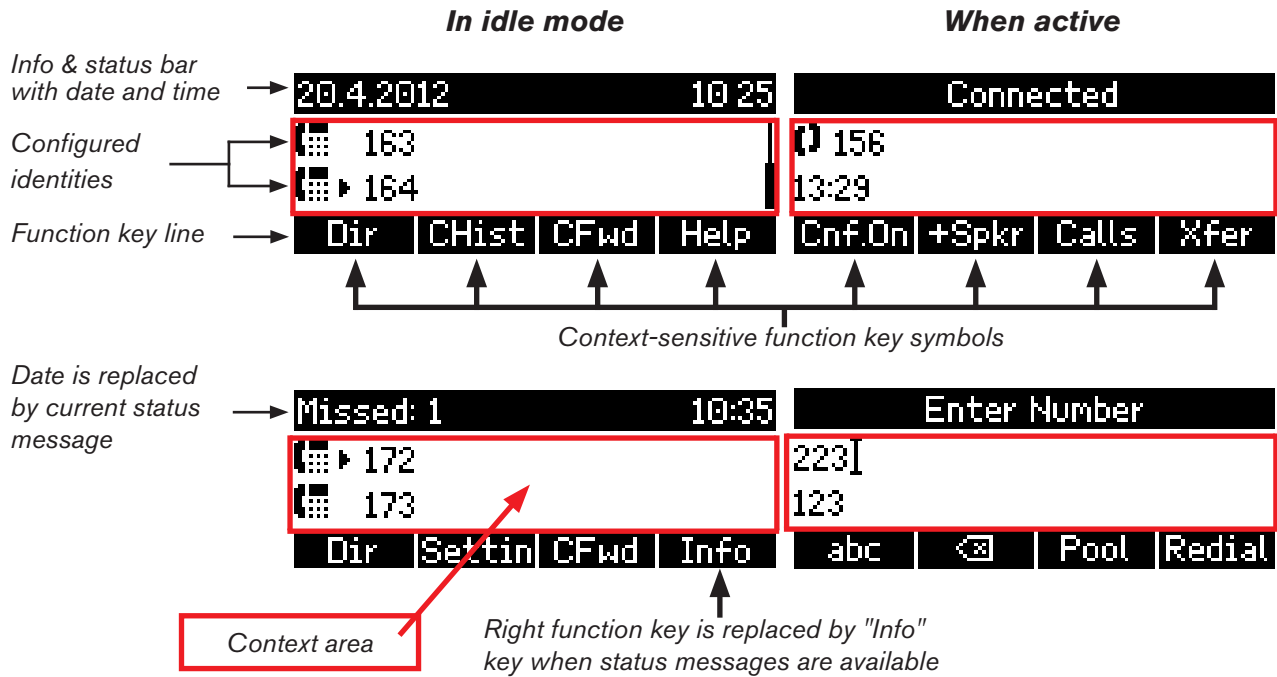 In idle mode
When active
Info & status bar
with date and time
20.4.2012 10 25
Connected
Configured
identities
163
164
156
13:29
Function key line
Dir CHist CFwd Help
Cnf.On +Spkr Calls Xfer
Context-sensitive function key symbols
Date is replaced
by current status
message
Missed: 1 10:35
Enter Number
172
173
223
123
Dir Settin CFwd Info
abc Pool Redial
Context area
Right function key is replaced by "Info"
key when status messages are available